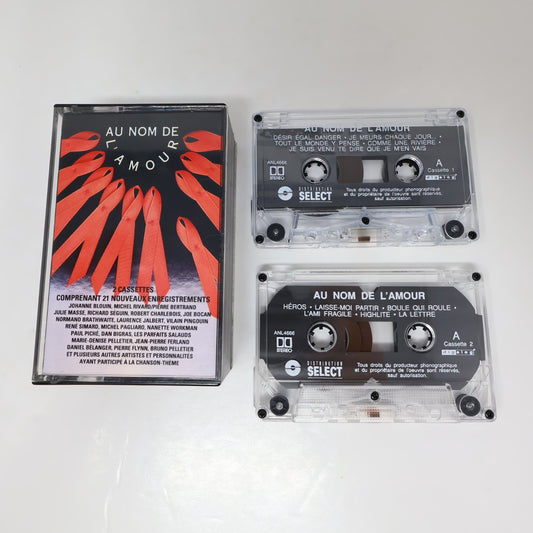 AU NOM DE
L'AMOUR
2 CASSETTES
COMPRENANT 21 NOUVEAUX ENREGISTREMENTS
JOHANNE BLOUIN, MICHEL RIVARD/PIERRE BERTRAND
JULIE MASSE, RICHARD SÉGUIN, ROBERT CHARLEBOIS, JOE BOCAN
NORMAND BRATHWAITE, LAURENCE JALBERT, VILAIN PINGOUIN
RENÉ SIMARD, MICHEL PAGLIARO, NANETTE WORKMAN
PAUL PICHÉ, DAN BIGRAS, LES PARFAITS SALAUDS
MARIE-DENISE PELLETIER, JEAN-PIERRE FERLAND
DANIEL BÉLANGER, PIERRE FLYNN, BRUNO PELLETIER
ET PLUSIEURS AUTRES ARTISTES ET PERSONNALITÉS
AYANT PARTICIPÉ À LA CHANSON-THÈME
AU NOM DE L'AMOUR
DÉSIR ÉGAL DANGER • JE MEURS CHAQUE JOUR...
TOUT LE MONDE Y PENSE • COMME UNE RIVIÈRE
JE SUIS VENU TE DIRE QUE JE M'EN VAIS
ANL4666
A
Cassette 1
STEREO
DISTRIBUTION
SELECT
Tous droits du producteur phonographique
et du propriétaire de l'oeuvre sont réservés,
sauf autorisation.
AU NOM DE L'AMOUR
HÉROS • LAISSE-MOI PARTIR • BOULE QUI ROULE
L'AMI FRAGILE • HIGHLITE • LA LETTRE
ANL4666
A
Cassette 2
STEREO
DISTRIBUTION
SELECT
Tous droits du producteur phonographique
et du propriétaire de l'oeuvre sont réservés,
sauf autorisation.